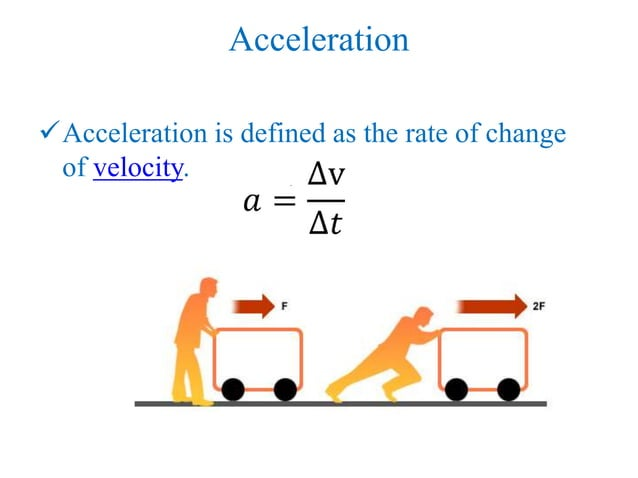 Acceleration
✓Acceleration is defined as the rate of change
of velocity.
𝑎 = Δv/Δ𝑡
F
2F